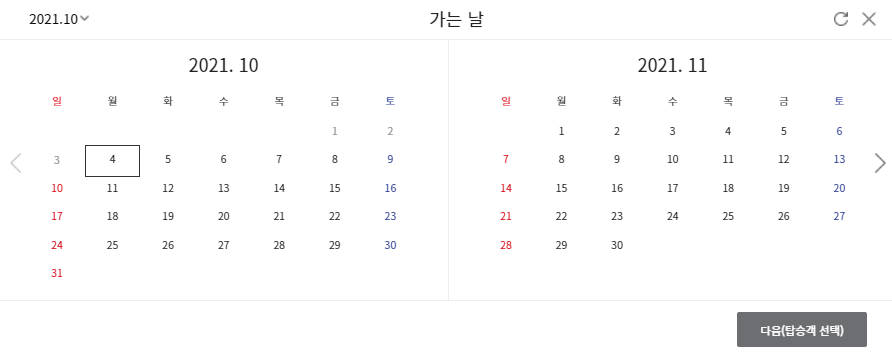 2021.10
가는 날
2021. 10
일 월 화 수 목 금 토
1 2
3 4 5 6 7 8 9
10 11 12 13 14 15 16
17 18 19 20 21 22 23
24 25 26 27 28 29 30
31
2021. 11
일 월 화 수 목 금 토
1 2 3 4 5 6
7 8 9 10 11 12 13
14 15 16 17 18 19 20
21 22 23 24 25 26 27
28 29 30
다음(탑승객 선택)